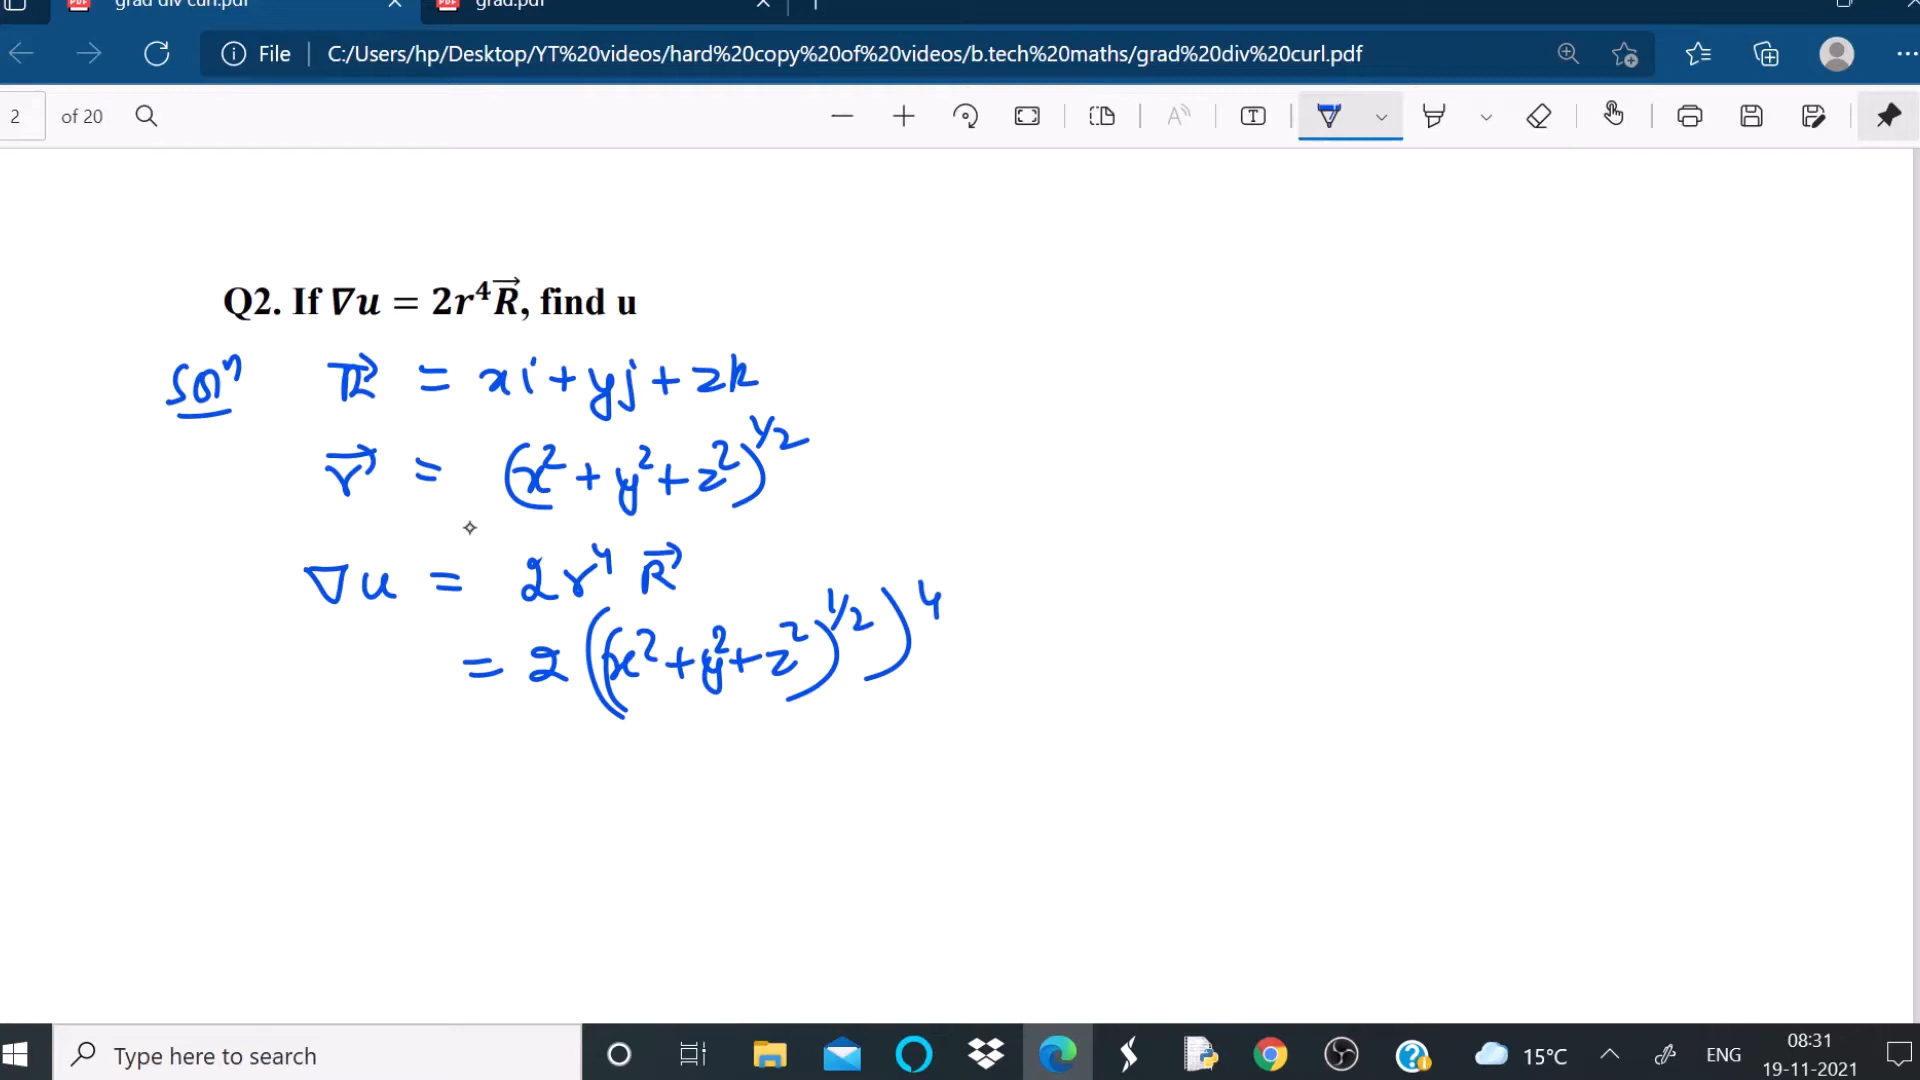 grad div curl.pdf
grad.pdf
File
C:/Users/hp/Desktop/YT%20videos/hard%20copy%20of%20videos/b.tech%20maths/grad%20div%20curl.pdf
2 of 20
Q2. If ∇u = 2r⁴R⃗, find u
Solⁿ R⃗ = xi + yj + zk
r⃗ = (x² + y² + z²)^1/2
∇u = 2r⁴ R⃗
= 2((x² + y² + z²)^1/2)^4
Type here to search
15°C
ENG
08:31
19-11-2021